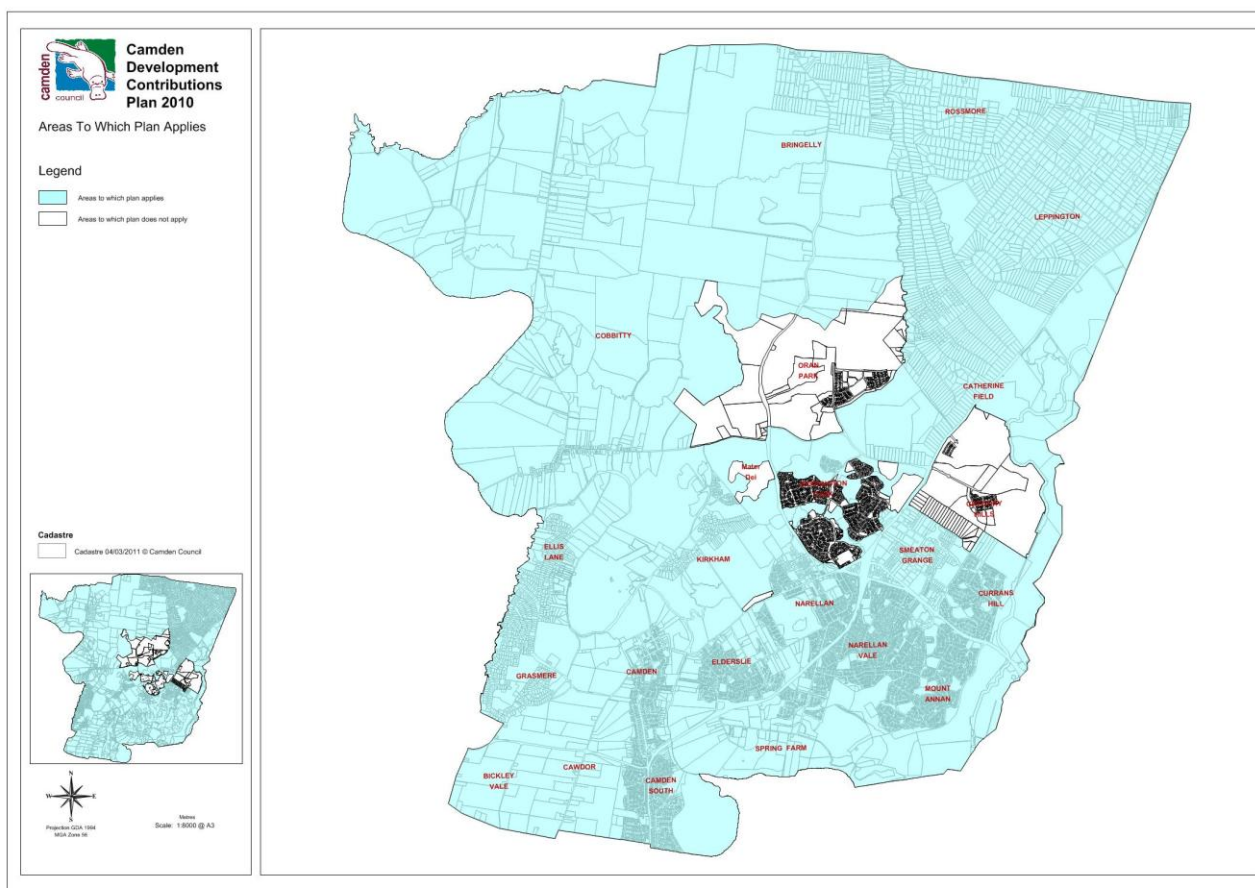 camden
council
Camden
Development
Contributions
Plan 2010
Areas To Which Plan Applies
Legend
Areas to which plan applies
Areas to which plan does not apply
Cadastre
Cadastre 04/03/2011 © Camden Council
N
W
E
S
Projection GDA 1994
MGA Zone 56
Metres
Scale: 1:8000 @ A3
ROSSMORE
BRINGELLY
LEPPINGTON
COBBITTY
ORAN
PARK
CATHERINE
FIELD
Mater
Dei
HILLS
ELLIS
LANE
KIRKHAM
SMEATON
GRANGE
CURRANS
HILL
NARELLAN
NARELLAN
VALE
ELDERSLIE
CAMDEN
GRASMERE
MOUNT
ANNAN
SPRING FARM
CAWDOR
BICKLEY
VALE
CAMDEN
SOUTH